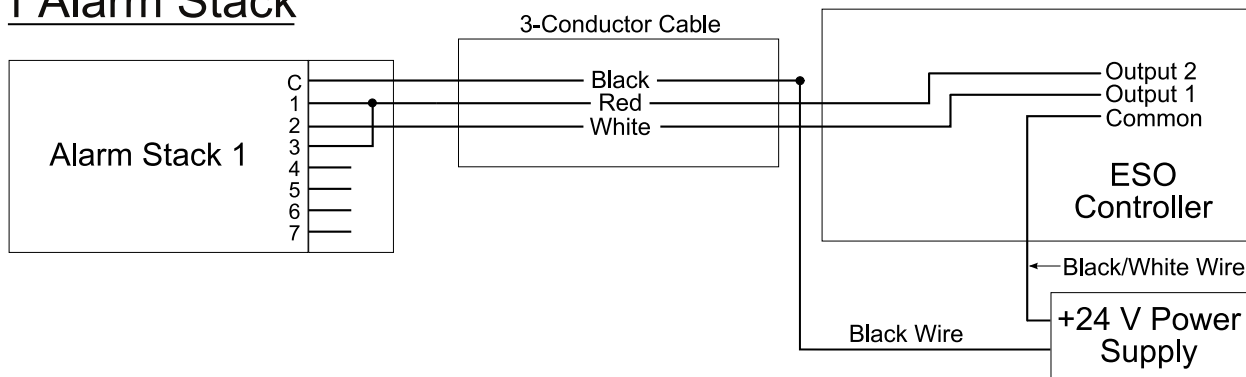 1 Alarm Stack
3-Conductor Cable
C
1
2
3
4
5
6
7
Alarm Stack 1
Black
Red
White
Output 2
Output 1
Common
ESO
Controller
Black/White Wire
Black Wire
+24 V Power
Supply